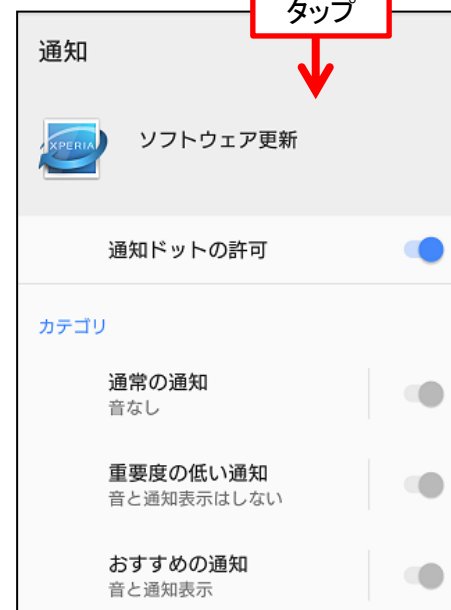 タップ
通知
XPERIA
ソフトウェア更新
通知ドットの許可
カテゴリ
通常の通知
音なし
重要度の低い通知
音と通知表示はしない
おすすめの通知
音と通知表示